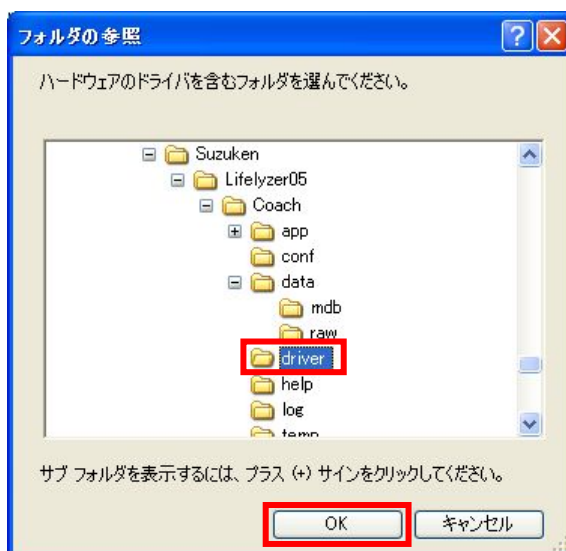 フォルダの参照
ハードウェアのドライバを含むフォルダを選んでください。
Suzuken
Lifelyzer05
Coach
app
conf
data
mdb
raw
driver
help
log
temp
サブ フォルダを表示するには、プラス (+) サインをクリックしてください。
OK キャンセル